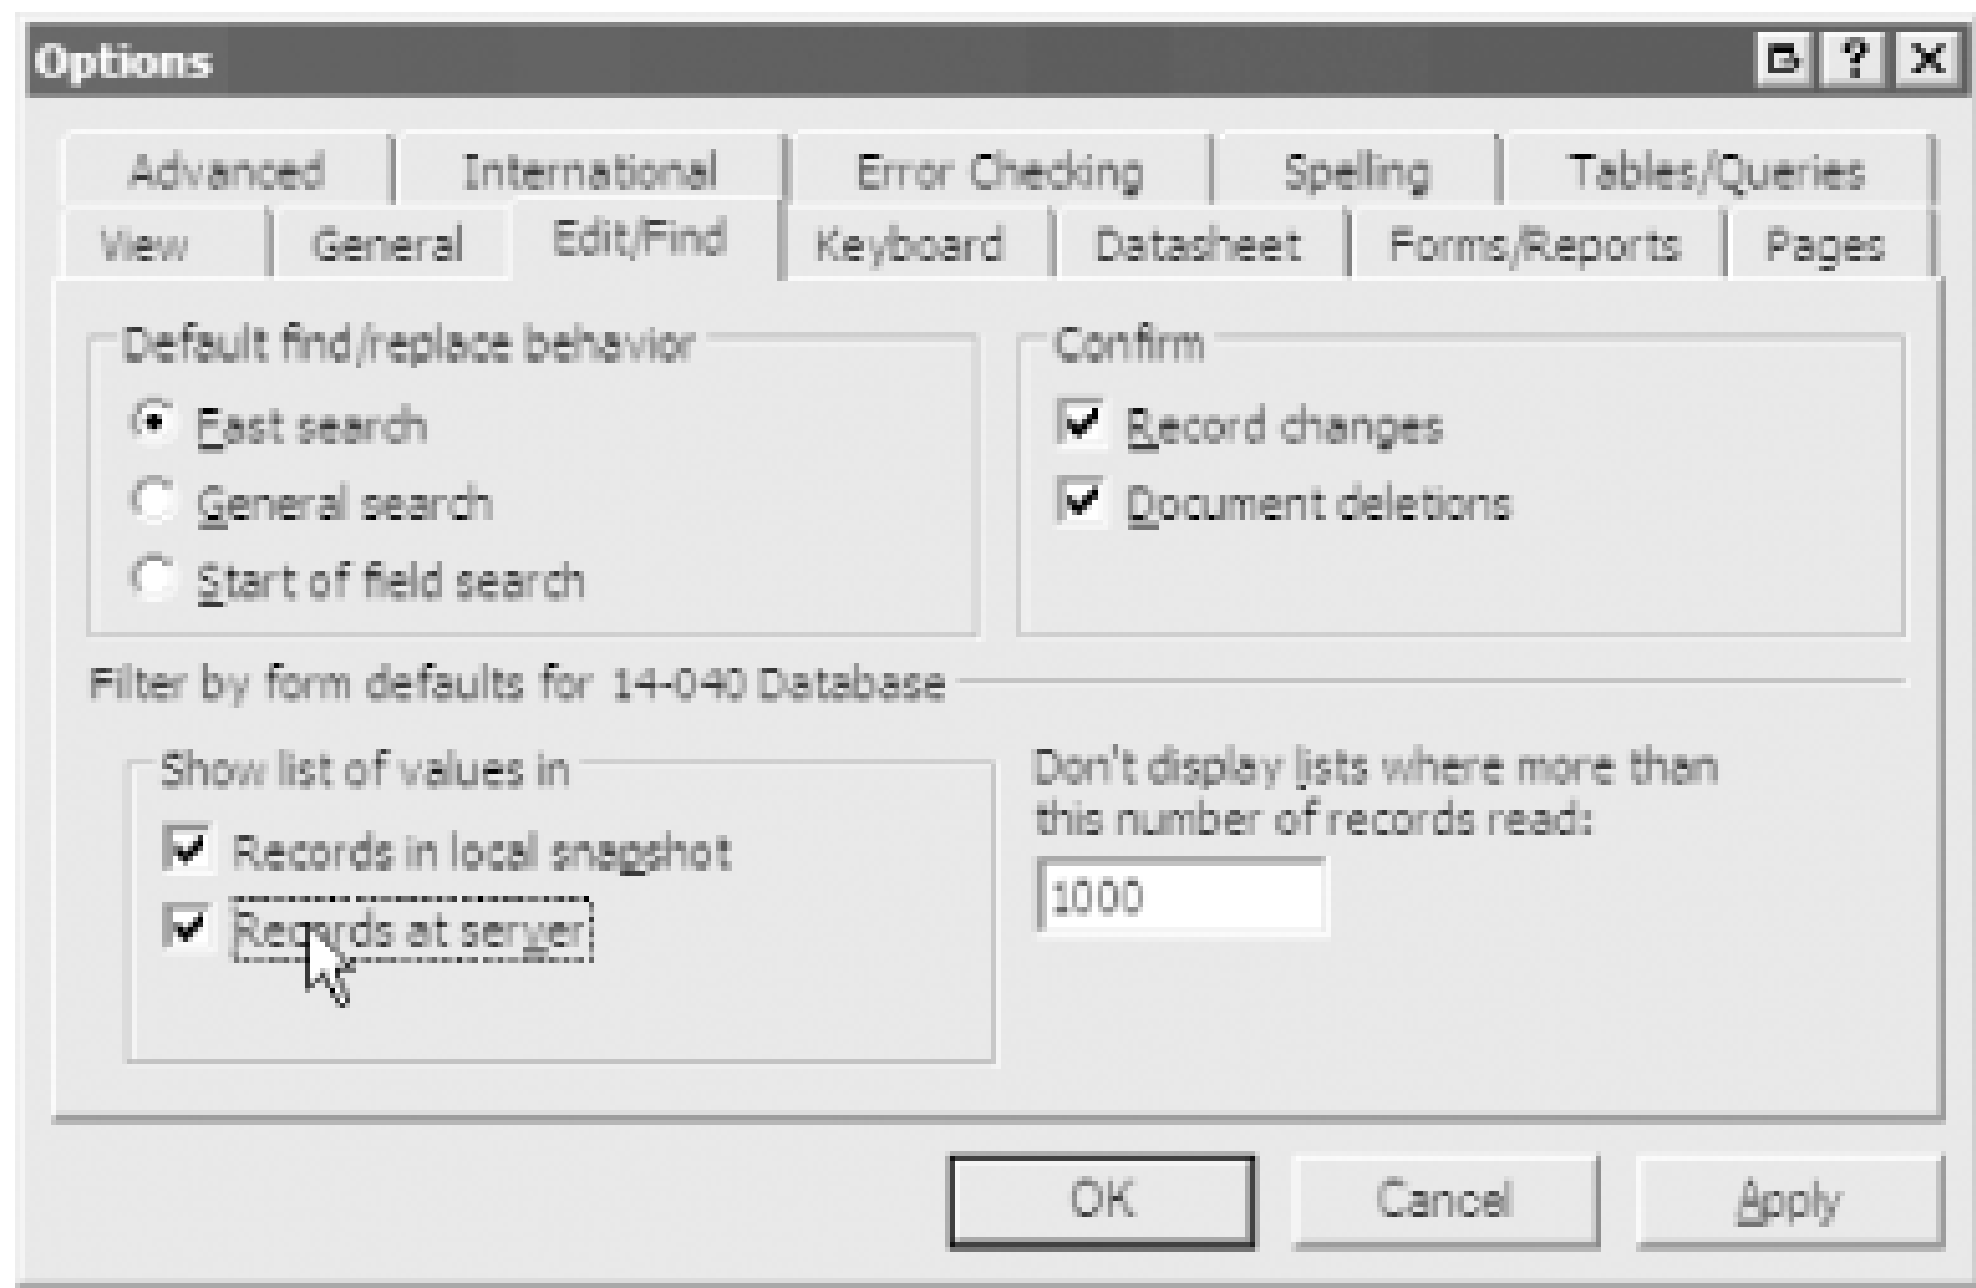 Options
Advanced International Error Checking Spelling Tables/Queries
View General Edit/Find Keyboard Datasheet Forms/Reports Pages
Default find/replace behavior
Fast search
General search
Start of field search
Confirm
Record changes
Document deletions
Filter by form defaults for 14-040 Database
Show list of values in
Records in local snapshot
Records at server
Don't display lists where more than
this number of records read:
1000
OK Cancel Apply